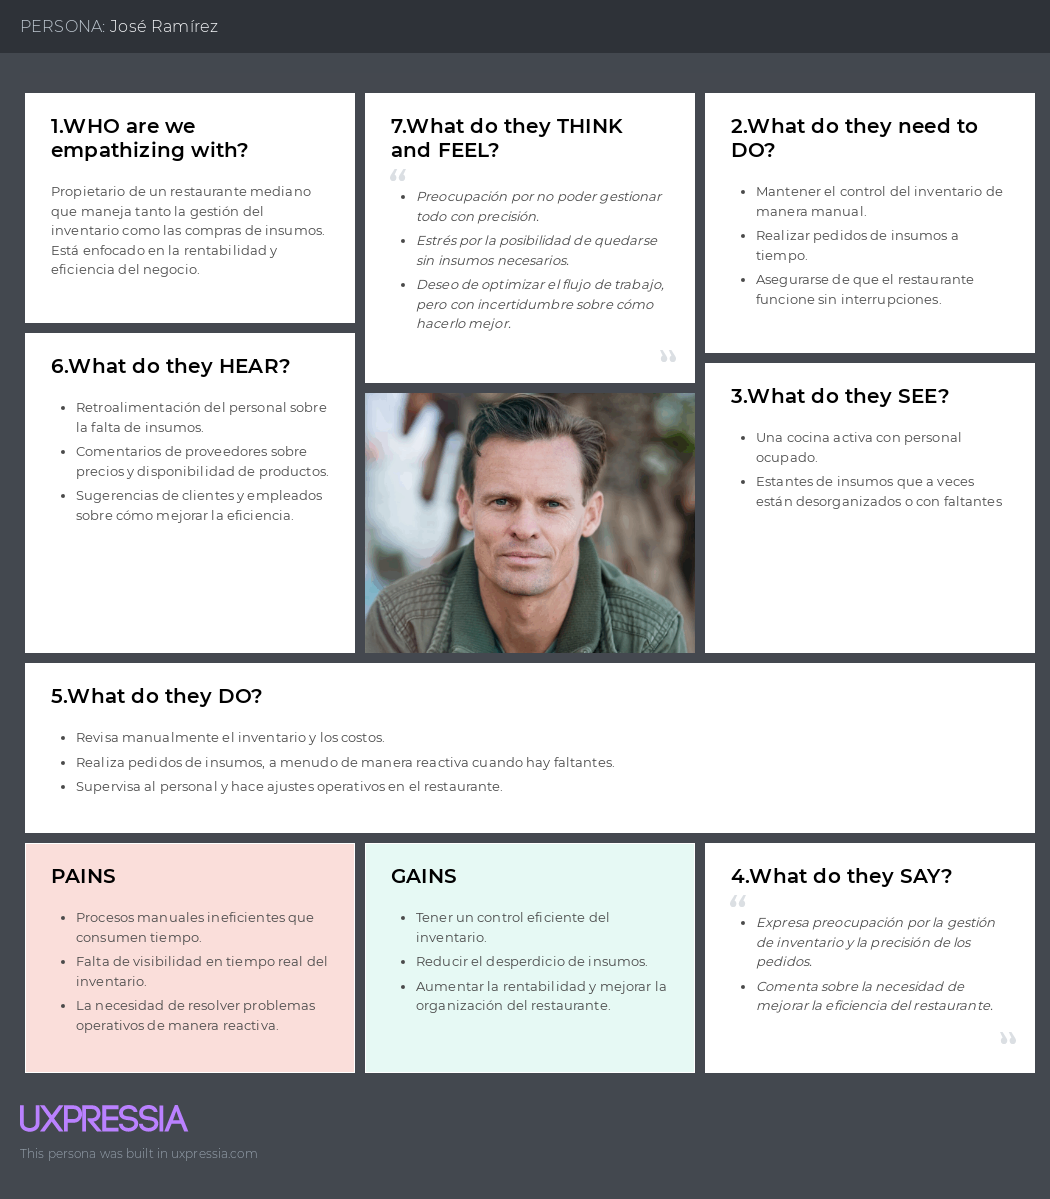 PERSONA: José Ramírez
1.WHO are we
empathizing with?
Propietario de un restaurante mediano
que maneja tanto la gestión del
inventario como las compras de insumos.
Está enfocado en la rentabilidad y
eficiencia del negocio.
7.What do they THINK
and FEEL?
“
• Preocupación por no poder gestionar
todo con precisión.
• Estrés por la posibilidad de quedarse
sin insumos necesarios.
• Deseo de optimizar el flujo de trabajo,
pero con incertidumbre sobre cómo
hacerlo mejor.
”
2.What do they need to
DO?
• Mantener el control del inventario de
manera manual.
• Realizar pedidos de insumos a
tiempo.
• Asegurarse de que el restaurante
funcione sin interrupciones.
6.What do they HEAR?
• Retroalimentación del personal sobre
la falta de insumos.
• Comentarios de proveedores sobre
precios y disponibilidad de productos.
• Sugerencias de clientes y empleados
sobre cómo mejorar la eficiencia.
3.What do they SEE?
• Una cocina activa con personal
ocupado.
• Estantes de insumos que a veces
están desorganizados o con faltantes
5.What do they DO?
• Revisa manualmente el inventario y los costos.
• Realiza pedidos de insumos, a menudo de manera reactiva cuando hay faltantes.
• Supervisa al personal y hace ajustes operativos en el restaurante.
PAINS
• Procesos manuales ineficientes que
consumen tiempo.
• Falta de visibilidad en tiempo real del
inventario.
• La necesidad de resolver problemas
operativos de manera reactiva.
GAINS
• Tener un control eficiente del
inventario.
• Reducir el desperdicio de insumos.
• Aumentar la rentabilidad y mejorar la
organización del restaurante.
4.What do they SAY?
“
• Expresa preocupación por la gestión
de inventario y la precisión de los
pedidos.
• Comenta sobre la necesidad de
mejorar la eficiencia del restaurante.
”
UXPRESSIA
This persona was built in uxpressia.com